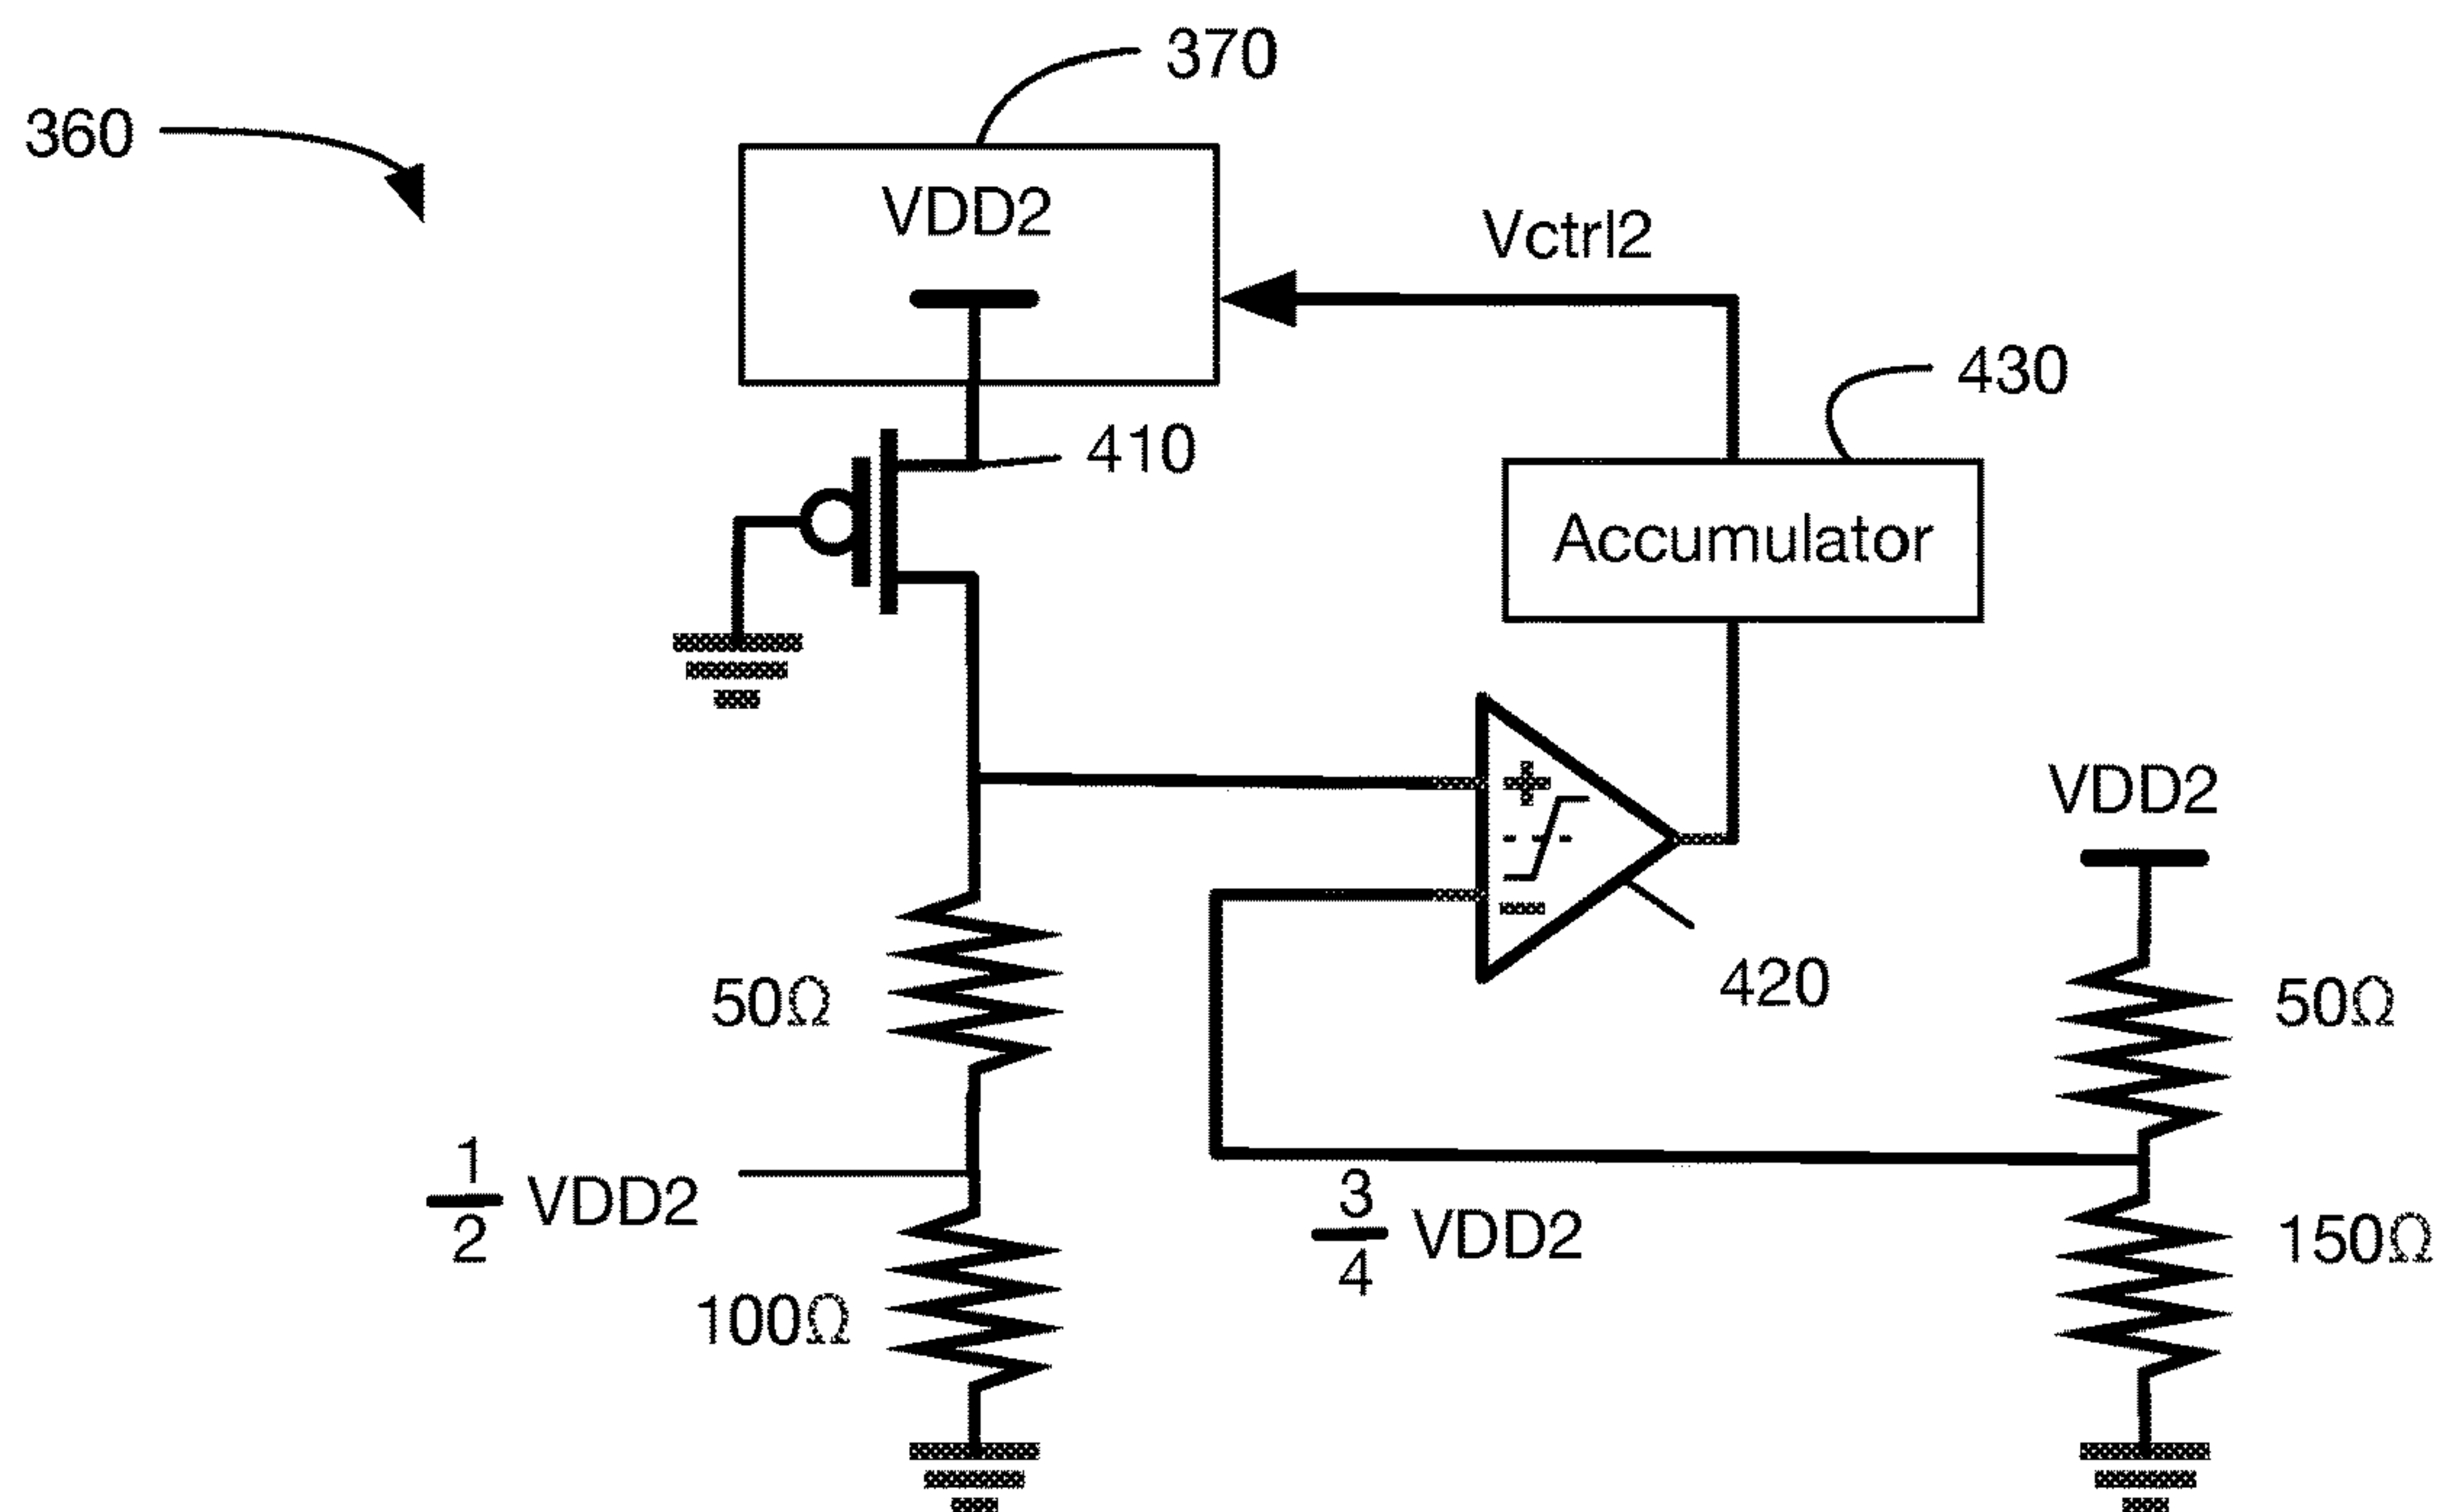 370
360
VDD2
Vctrl2
430
410
Accumulator
+
VDD2
−
420
50Ω
50Ω
1/2 VDD2
3/4 VDD2
150Ω
100Ω